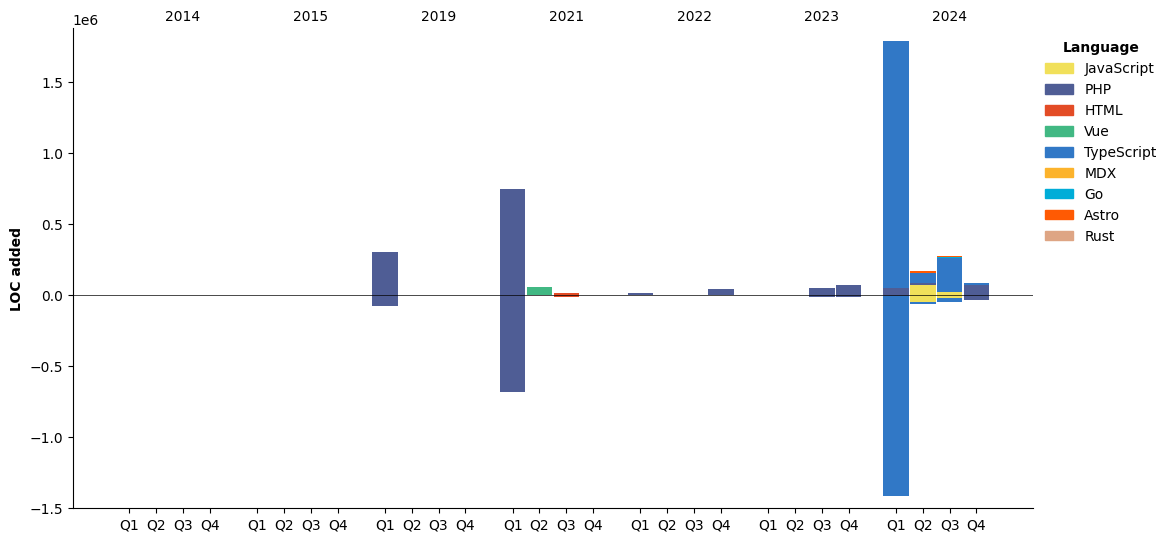 1e6
2014 2015 2019 2021 2022 2023 2024
Language
JavaScript
PHP
HTML
Vue
TypeScript
MDX
Go
Astro
Rust
LOC added
1.5
1.0
0.5
0.0
−0.5
−1.0
−1.5
Q1 Q2 Q3 Q4 Q1 Q2 Q3 Q4 Q1 Q2 Q3 Q4 Q1 Q2 Q3 Q4 Q1 Q2 Q3 Q4 Q1 Q2 Q3 Q4 Q1 Q2 Q3 Q4